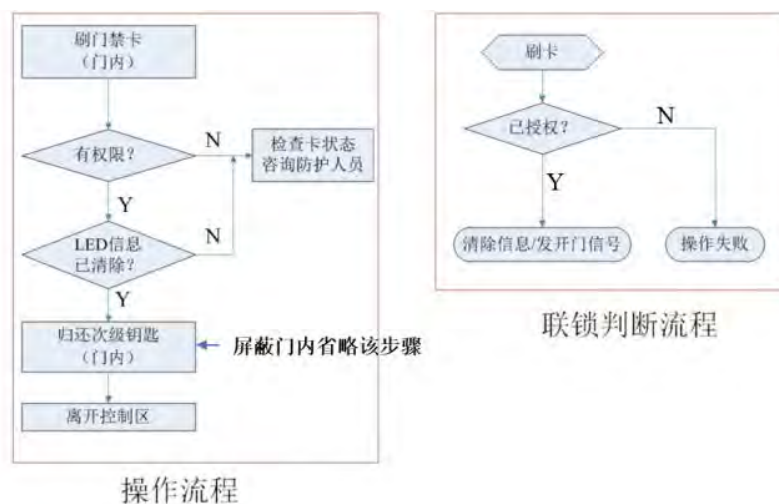 刷门禁卡
（门内）
有权限？
N
检查卡状态
咨询防护人员
Y
LED信息
已清除？
N
Y
归还次级钥匙
（门内）
屏蔽门内省略该步骤
离开控制区
操作流程
刷卡
已授权？
N
Y
清除信息/发开门信号
操作失败
联锁判断流程